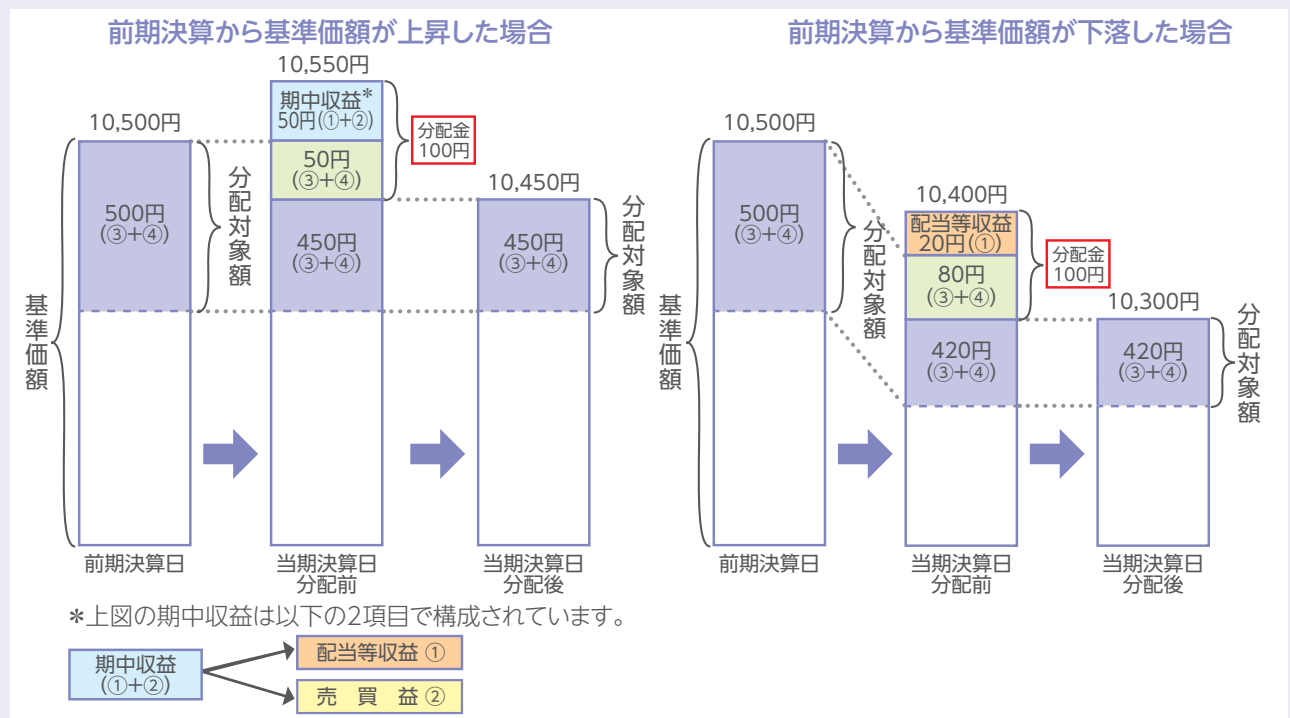 前期決算から基準価額が上昇した場合
10,550円
期中収益*
50円(①+②)
10,500円
分配金
100円
50円
(③+④)
10,450円
500円
(③+④)
分配対象額
450円
(③+④)
450円
(③+④)
分配対象額
基準価額
前期決算日
当期決算日
分配前
当期決算日
分配後
前期決算から基準価額が下落した場合
10,500円
10,400円
500円
(③+④)
分配対象額
配当等収益
20円(①)
分配金
100円
80円
(③+④)
10,300円
420円
(③+④)
420円
(③+④)
分配対象額
基準価額
前期決算日
当期決算日
分配前
当期決算日
分配後
*上図の期中収益は以下の2項目で構成されています。
期中収益
(①+②)
配当等収益 ①
売 買 益 ②